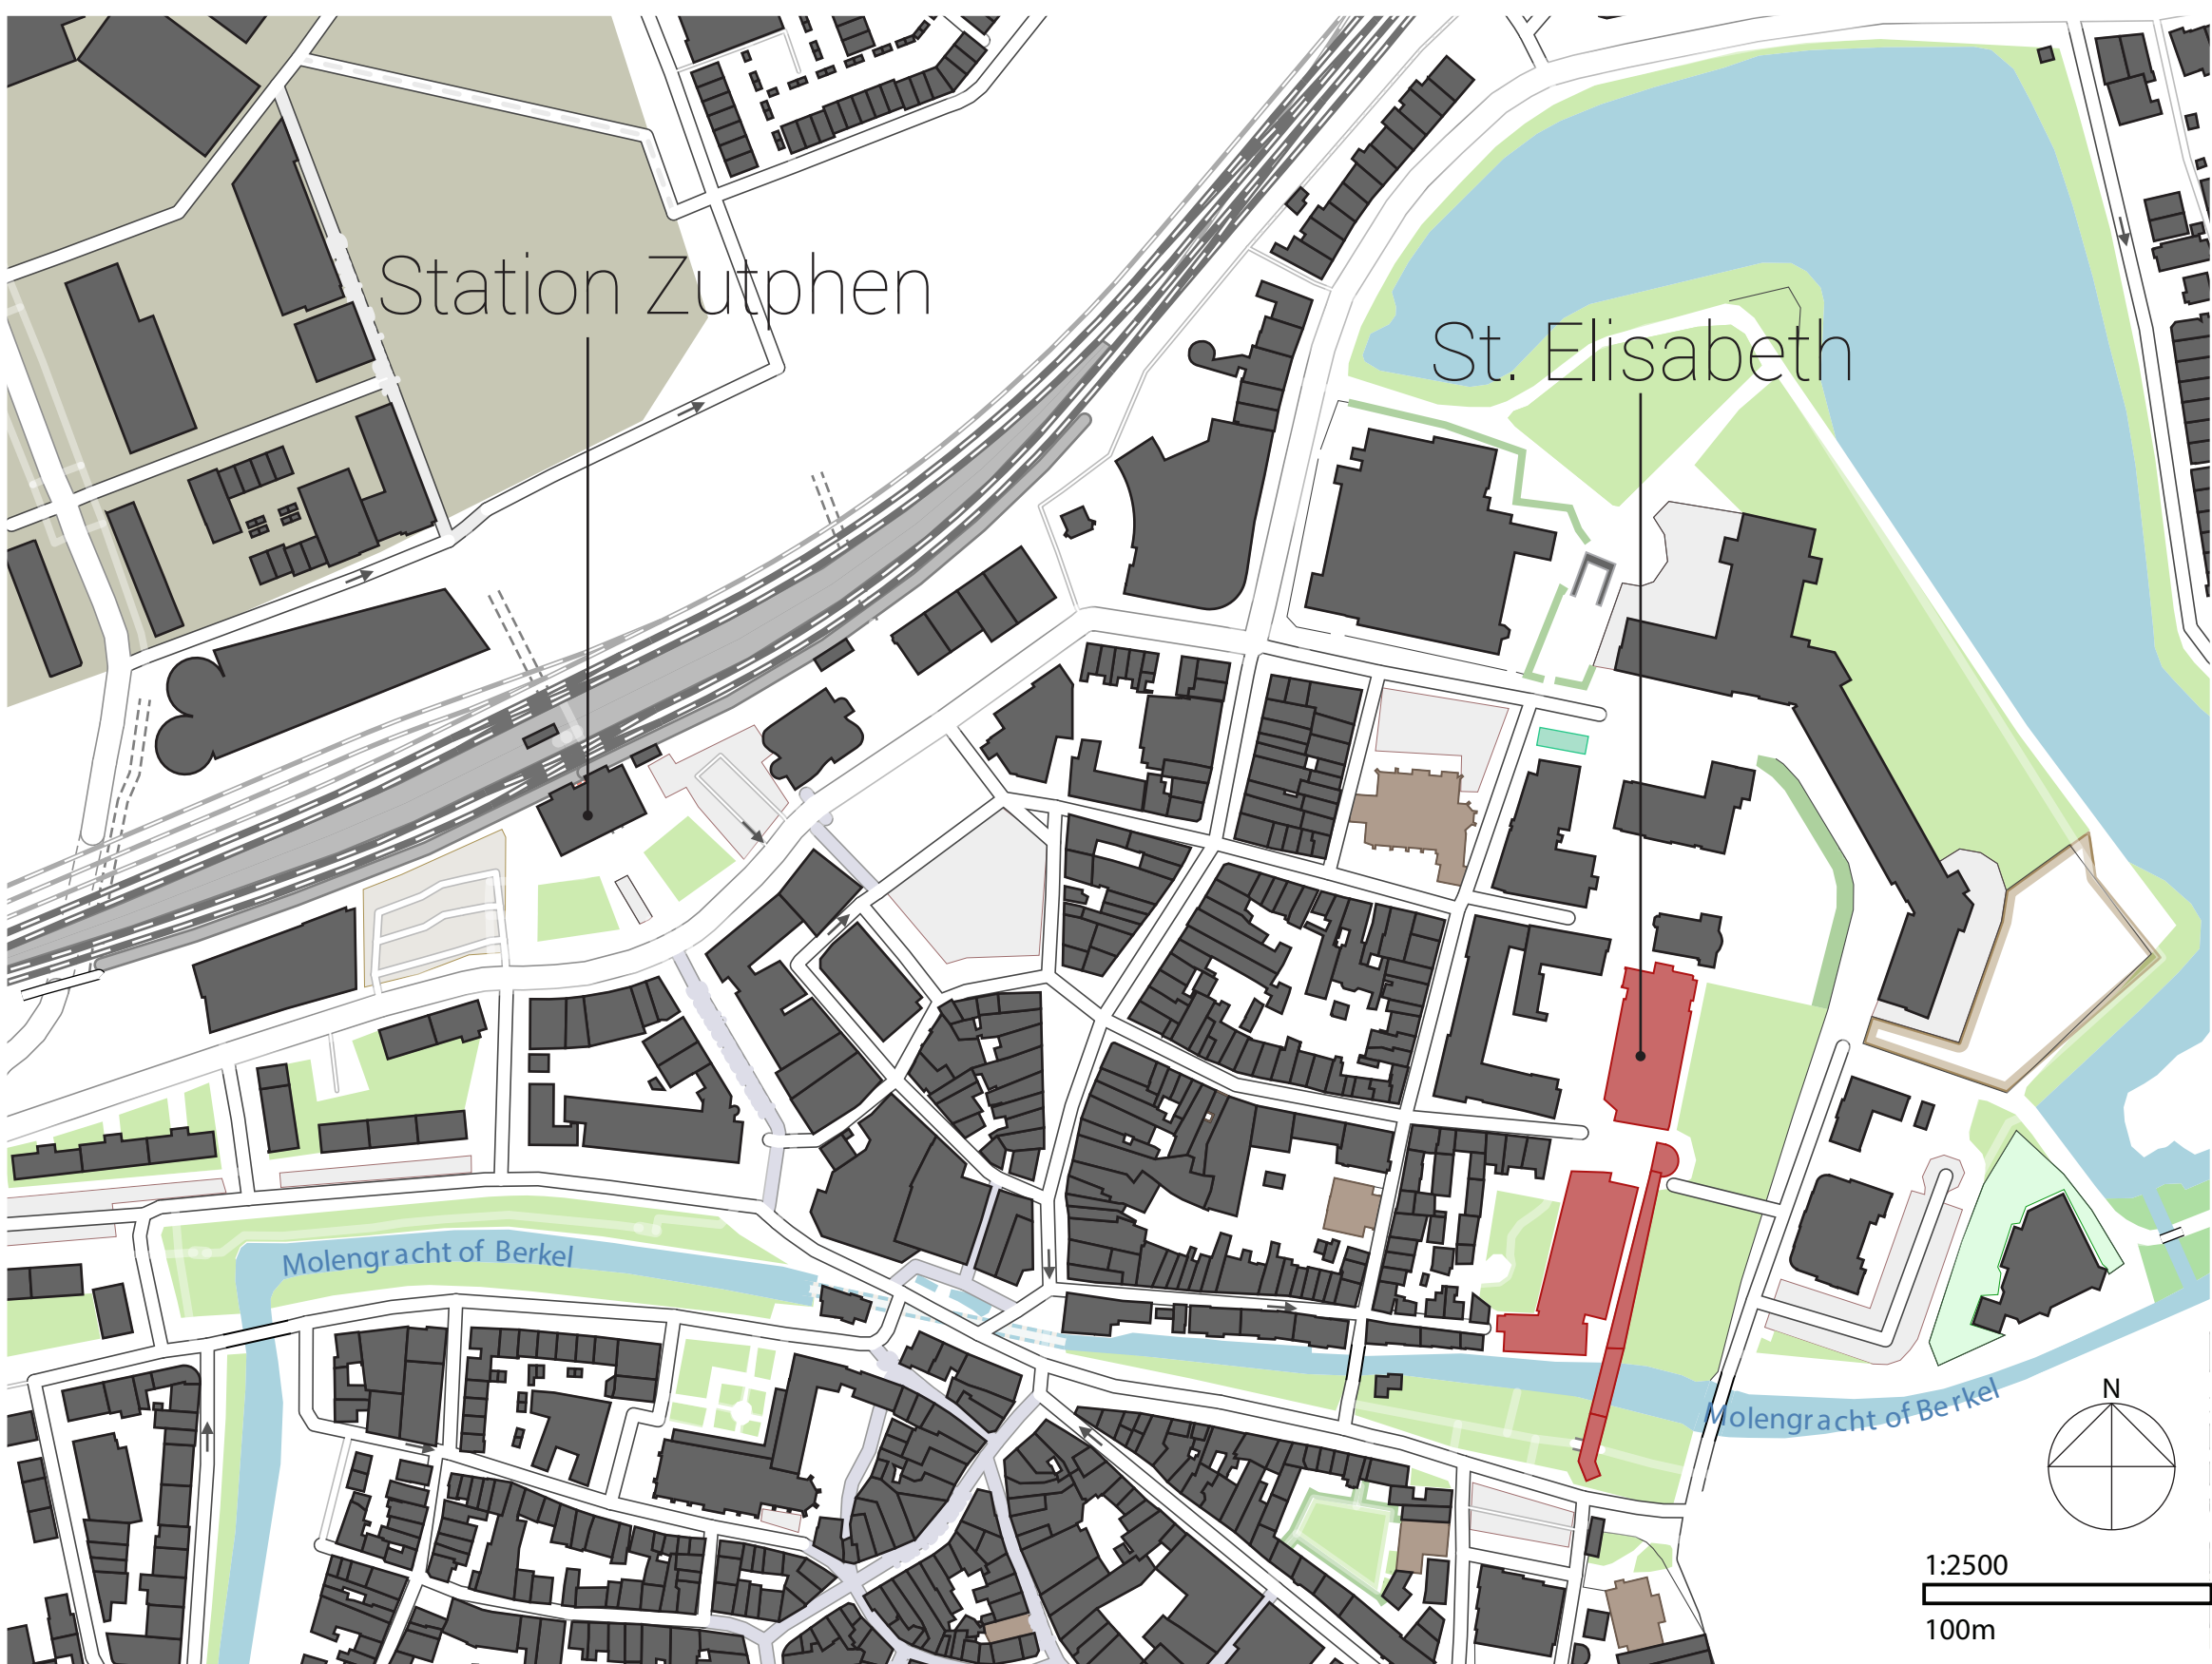 Station Zutphen
St. Elisabeth
Molengracht of Berkel
Molengracht of Berkel
N
1:2500
100m